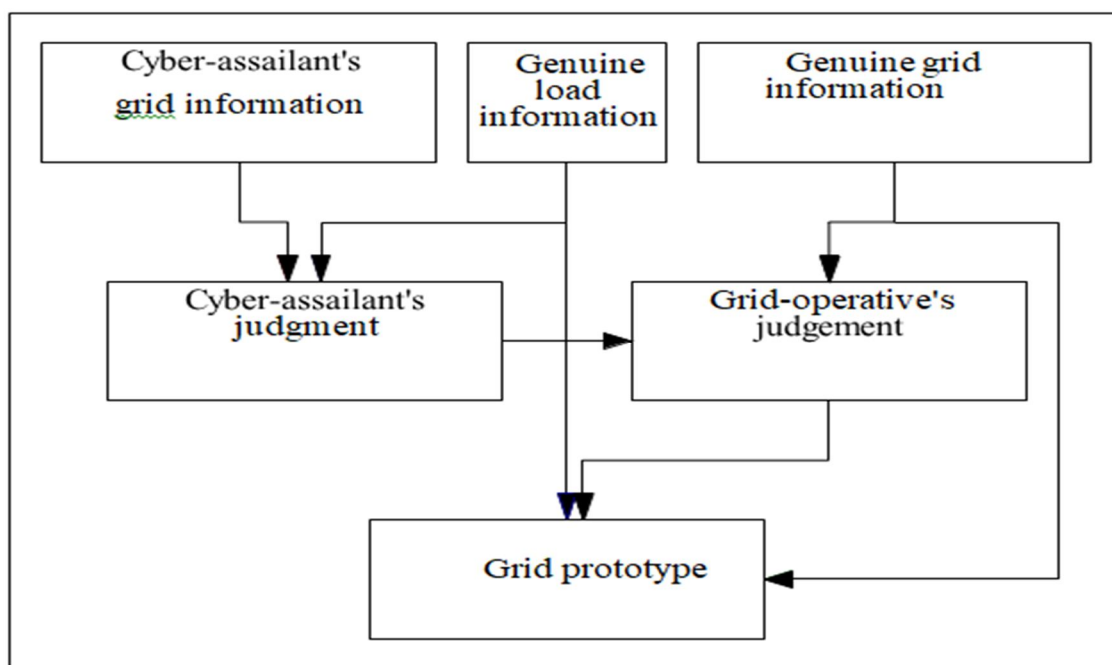 Cyber-assailant's
grid information
Genuine
load
information
Genuine grid
information
Cyber-assailant's
judgment
Grid-operative's
judgement
Grid prototype